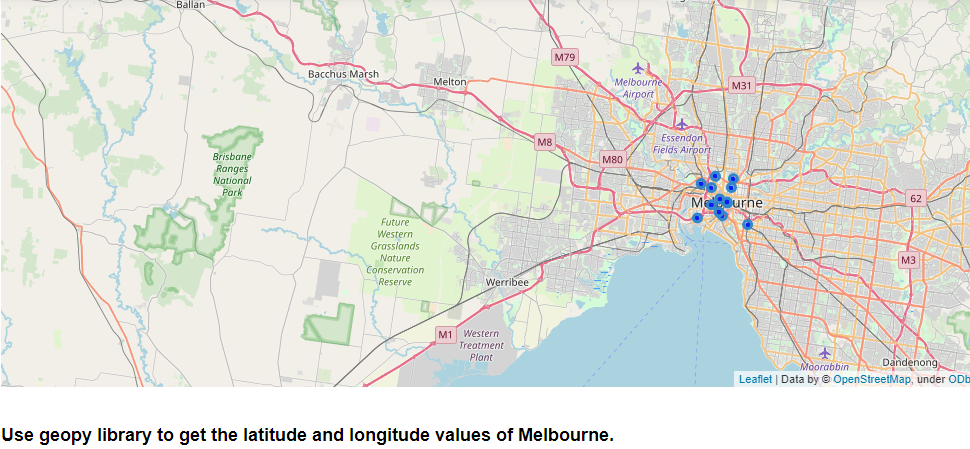 Ballan
Bacchus Marsh
Melton
M79
Melbourne
Airport
M31
Essendon
Fields Airport
M8
M80
Brisbane
Ranges
National
Park
Melbourne
62
Future
Western
Grasslands
Nature
Conservation
Reserve
M3
Werribee
M1
Western
Treatment
Plant
Moorabbin
Dandenong
Leaflet | Data by © OpenStreetMap, under ODb
Use geopy library to get the latitude and longitude values of Melbourne.